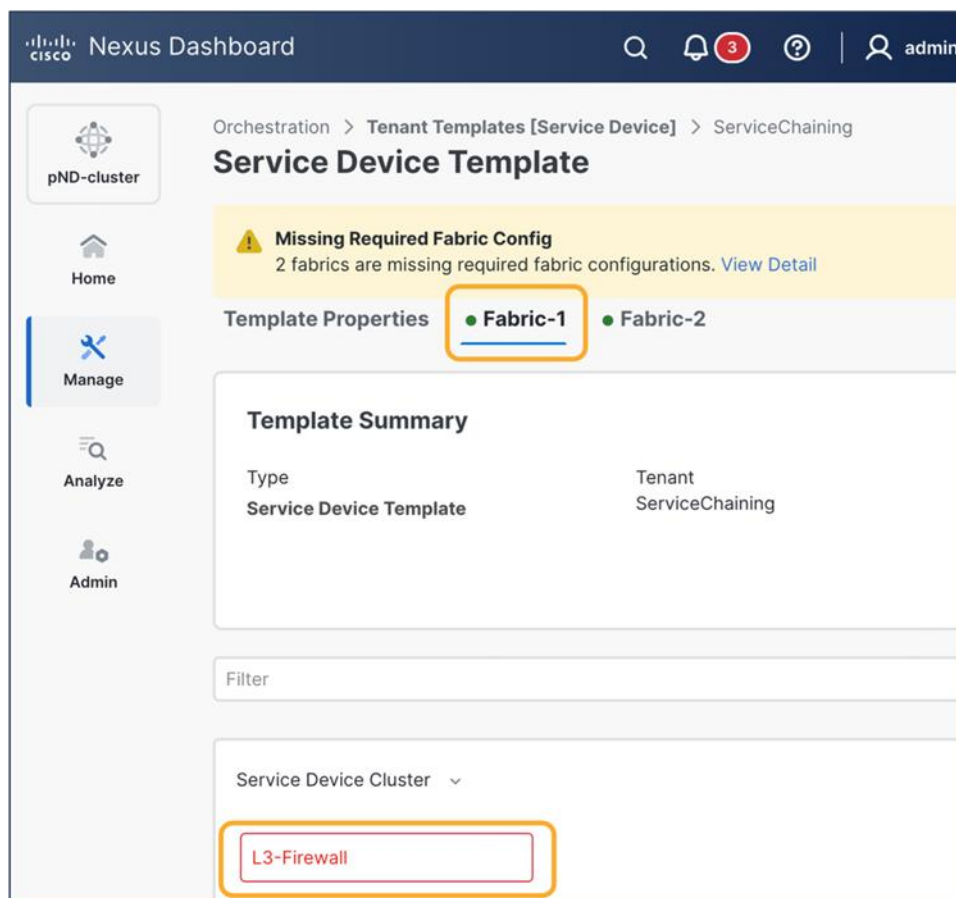 cisco Nexus Dashboard
3
?
admin
pND-cluster
Home
Manage
Analyze
Admin
Orchestration > Tenant Templates [Service Device] > ServiceChaining
Service Device Template
Missing Required Fabric Config
2 fabrics are missing required fabric configurations. View Detail
Template Properties
Fabric-1
Fabric-2
Template Summary
Type
Service Device Template
Tenant
ServiceChaining
Filter
Service Device Cluster
L3-Firewall